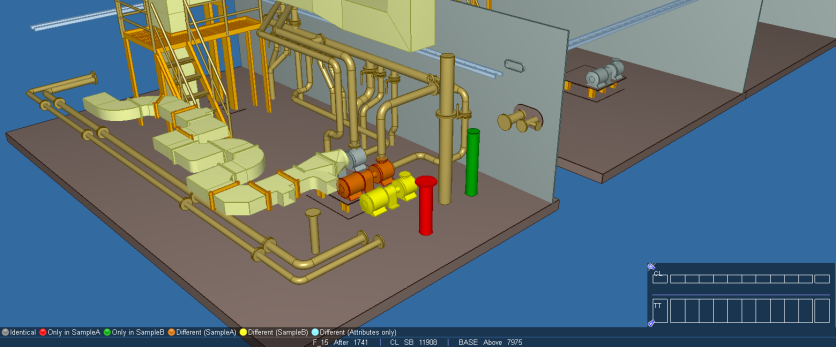 CL
TT
Identical Only in SampleA Only in SampleB Different (SampleA) Different (SampleB) Different (Attributes only)
F_15 After 1741 | CL SB 11908 | BASE Above 7975